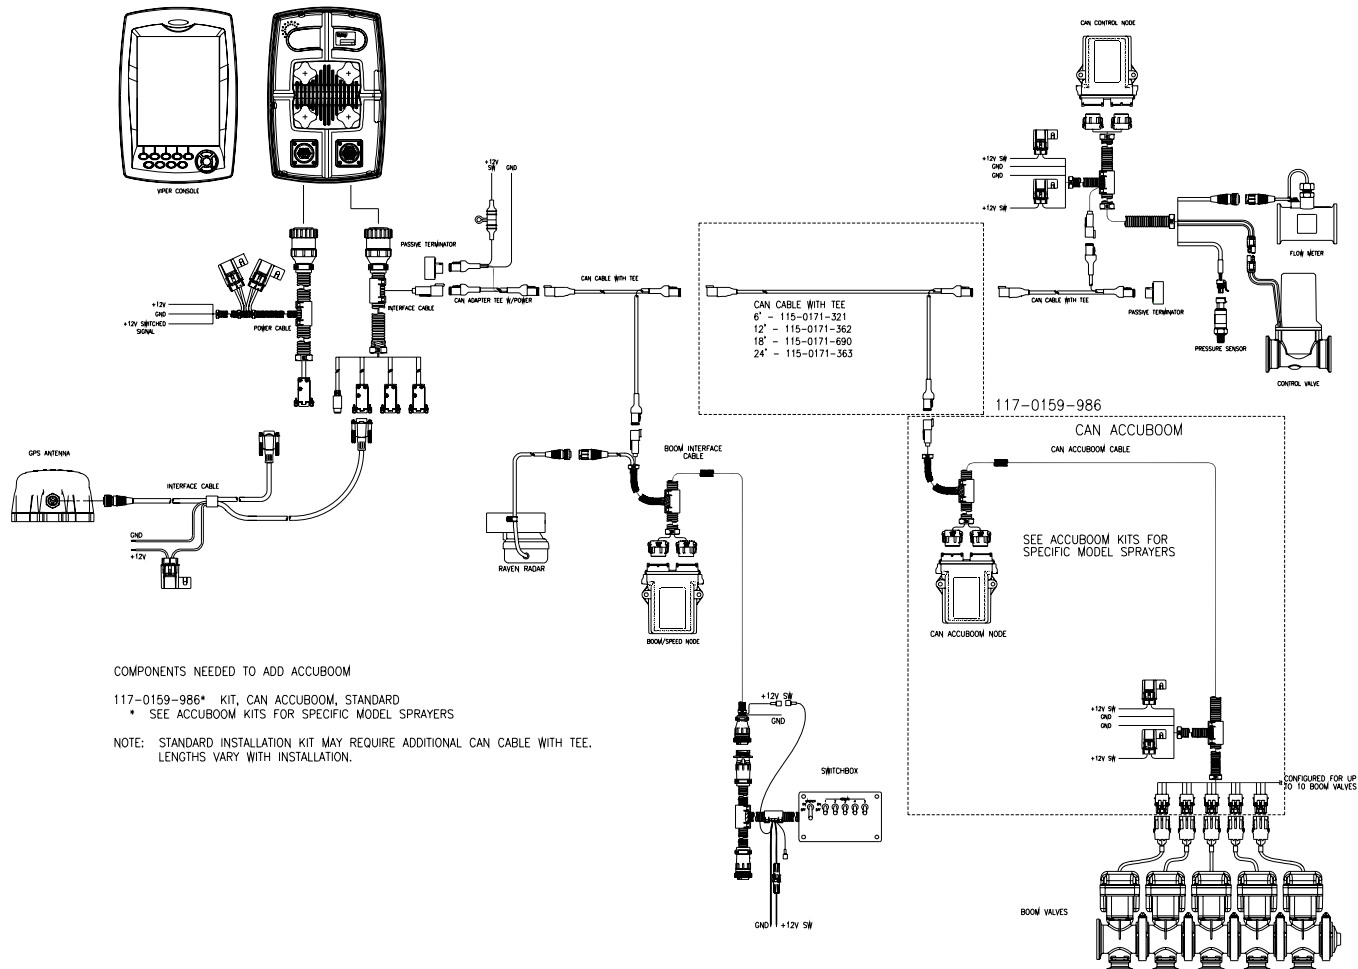 CAN CONTROL NODE
VIPER CONSOLE
+12V
SW
GND
PASSIVE TERMINATOR
CAN CABLE WITH TEE
CAN ADAPTER TEE W/POWER
INTERFACE CABLE
+12V
GND
+12V SWITCHED
SIGNAL
POWER CABLE
CAN CABLE WITH TEE
6' - 115-0171-321
12' - 115-0171-362
18' - 115-0171-690
24' - 115-0171-363
+12V SW
GND
GND
+12V SW
CAN CABLE WITH TEE
PASSIVE TERMINATOR
FLOW METER
PRESSURE SENSOR
CONTROL VALVE
117-0159-986
CAN ACCUBOOM
CAN ACCUBOOM CABLE
GPS ANTENNA
INTERFACE CABLE
GND
+12V
BOOM INTERFACE
CABLE
RAVEN RADAR
BOOM/SPEED NODE
SEE ACCUBOOM KITS FOR
SPECIFIC MODEL SPRAYERS
CAN ACCUBOOM NODE
COMPONENTS NEEDED TO ADD ACCUBOOM
117-0159-986* KIT, CAN ACCUBOOM, STANDARD
* SEE ACCUBOOM KITS FOR SPECIFIC MODEL SPRAYERS
NOTE: STANDARD INSTALLATION KIT MAY REQUIRE ADDITIONAL CAN CABLE WITH TEE.
LENGTHS VARY WITH INSTALLATION.
+12V SW
GND
SWITCHBOX
GND
+12V SW
+12V SW
GND
GND
+12V SW
CONFIGURED FOR UP
TO 10 BOOM VALVES
BOOM VALVES